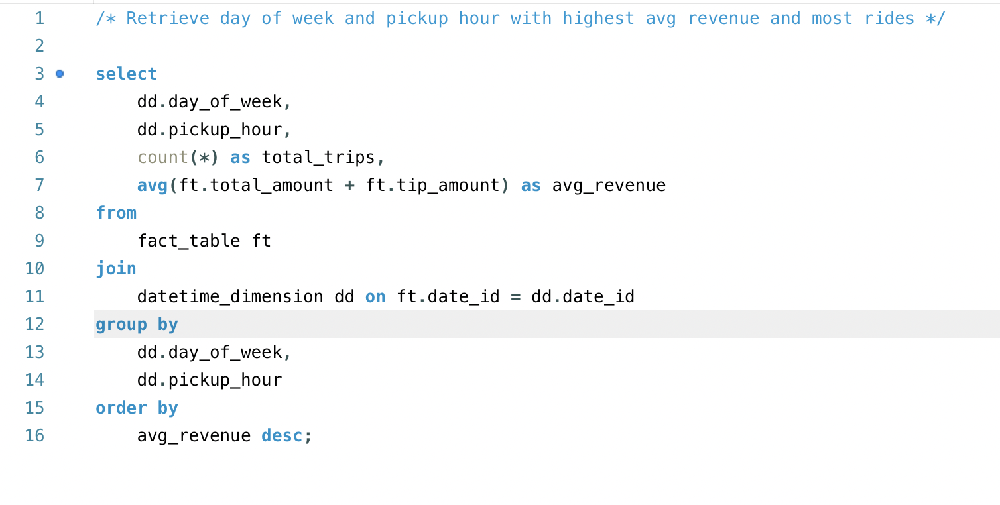 1 /* Retrieve day of week and pickup hour with highest avg revenue and most rides */
2
3 select
4     dd.day_of_week,
5     dd.pickup_hour,
6     count(*) as total_trips,
7     avg(ft.total_amount + ft.tip_amount) as avg_revenue
8 from
9     fact_table ft
10 join
11     datetime_dimension dd on ft.date_id = dd.date_id
12 group by
13     dd.day_of_week,
14     dd.pickup_hour
15 order by
16     avg_revenue desc;